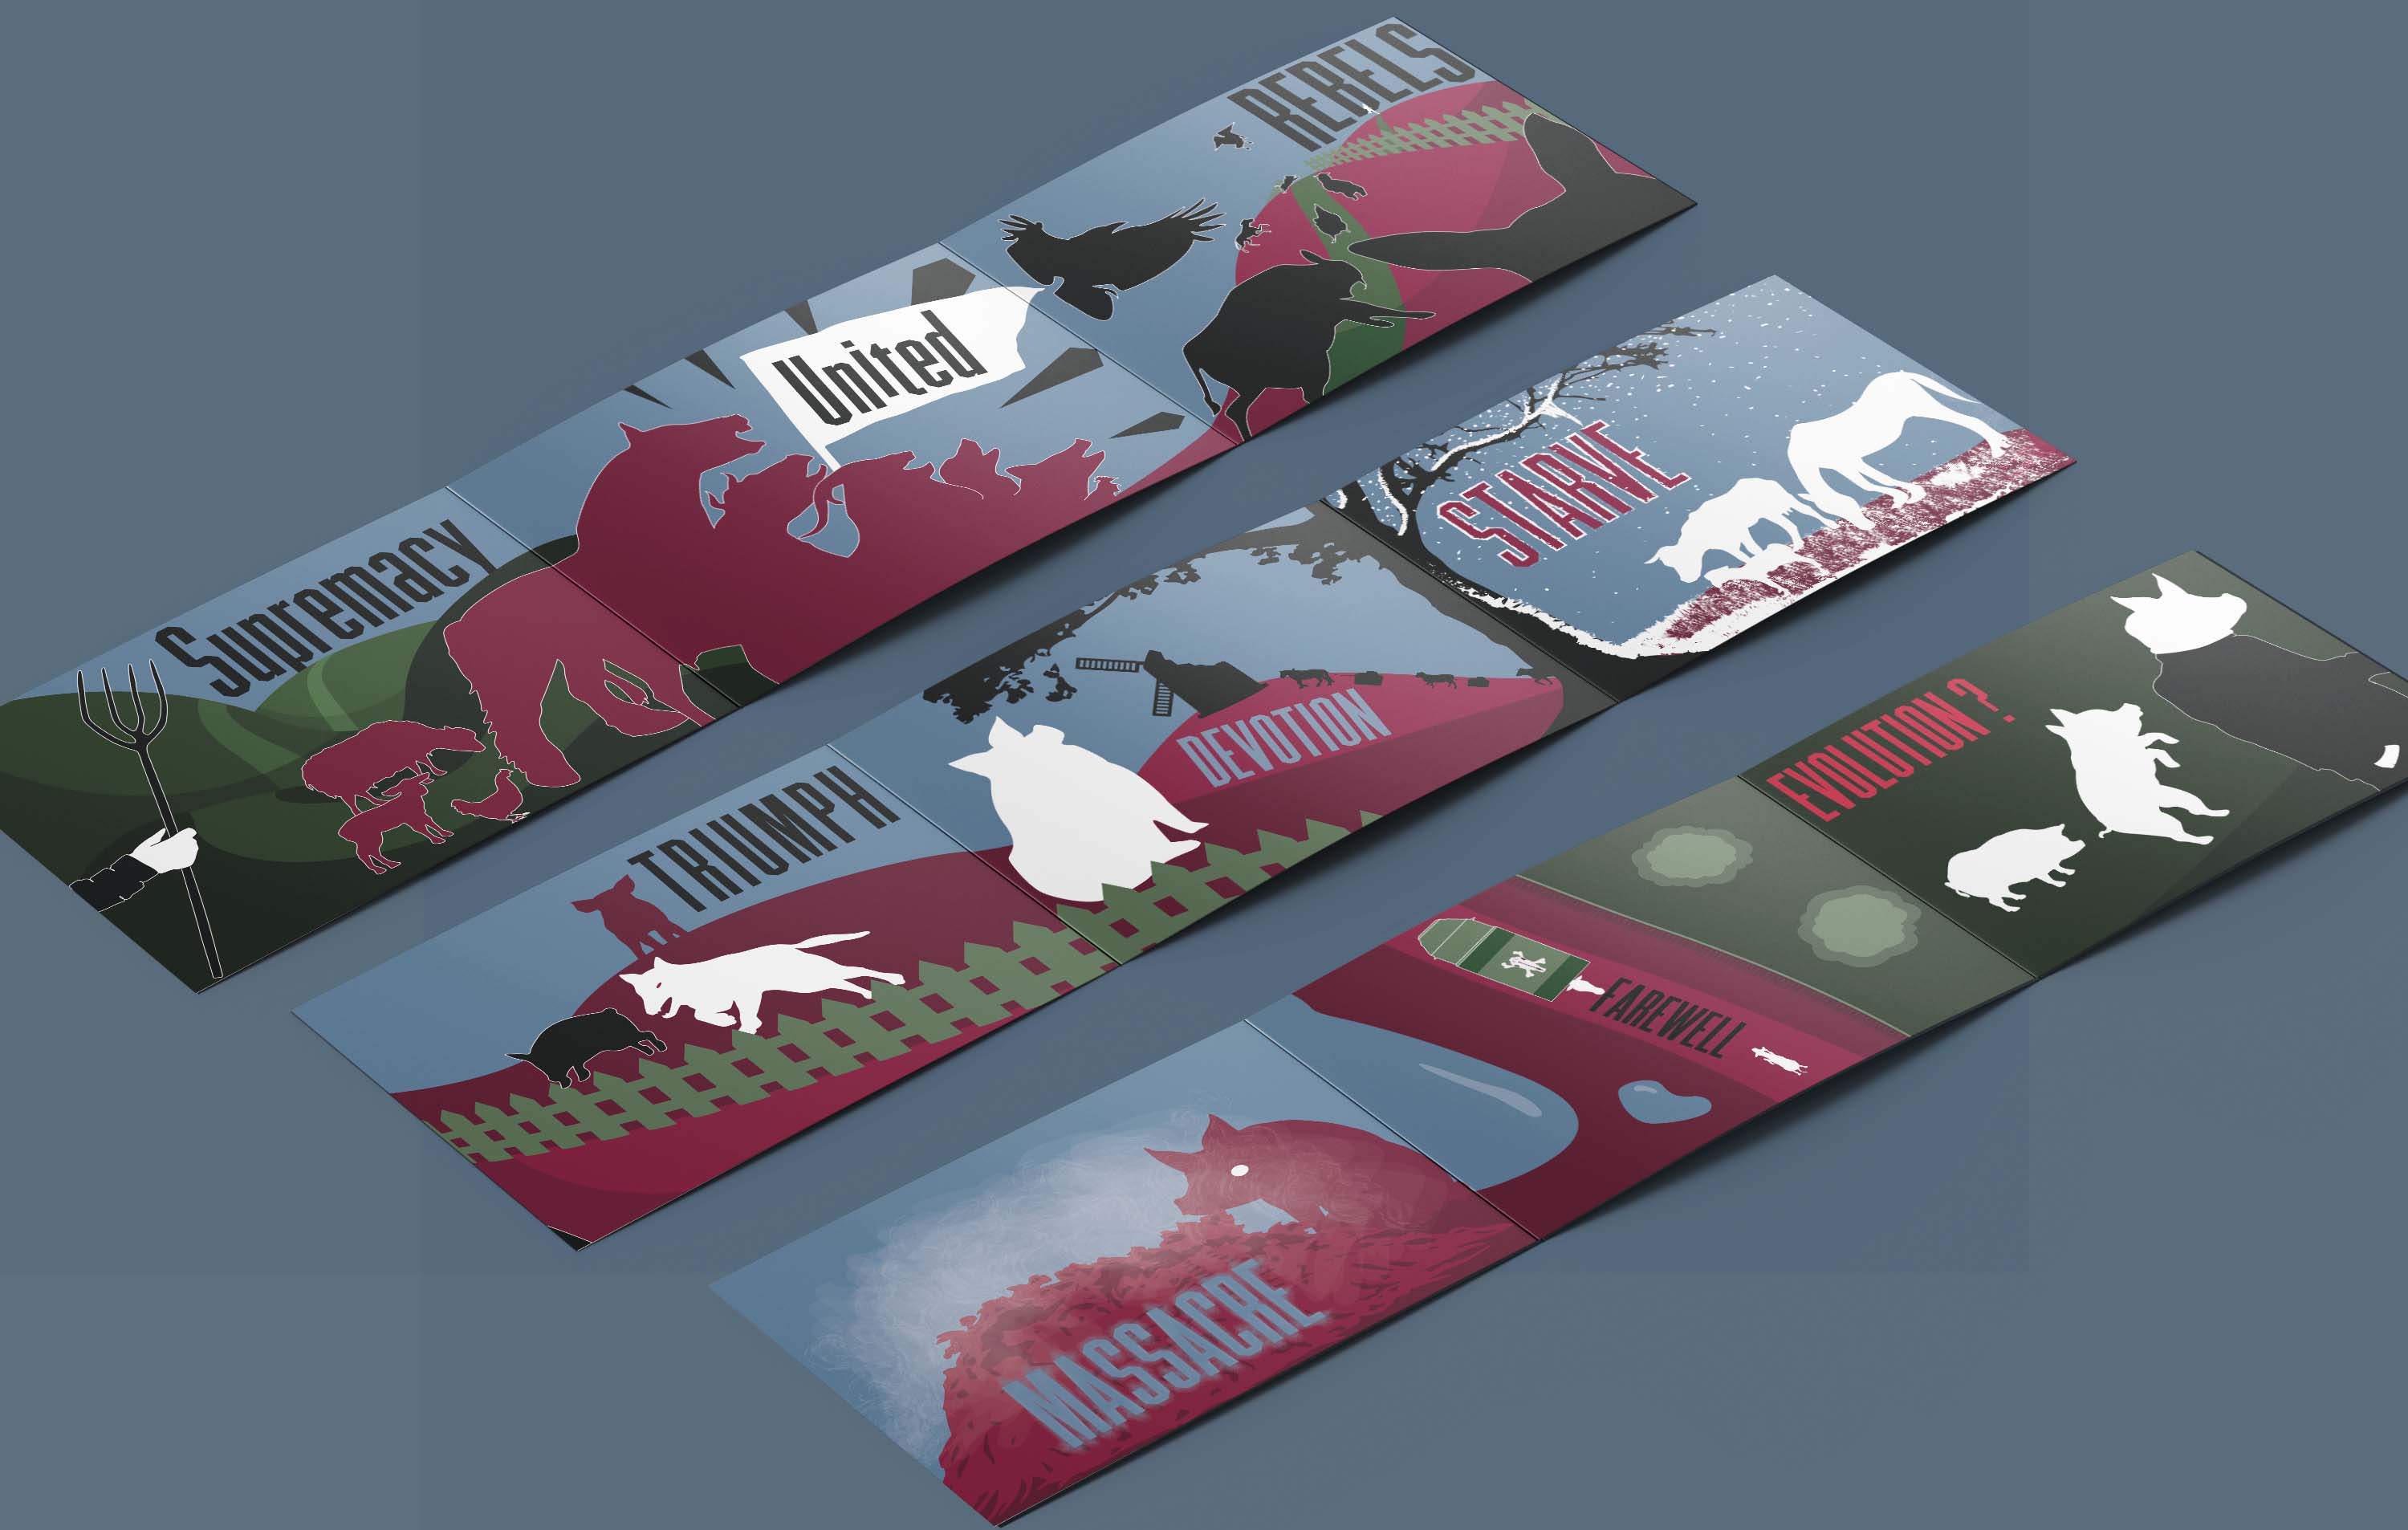 Supremacy
United
REBELS
TRIUMPH
DEVOTION
STARVE
MASSACRE
FAREWELL
EVOLUTION ?